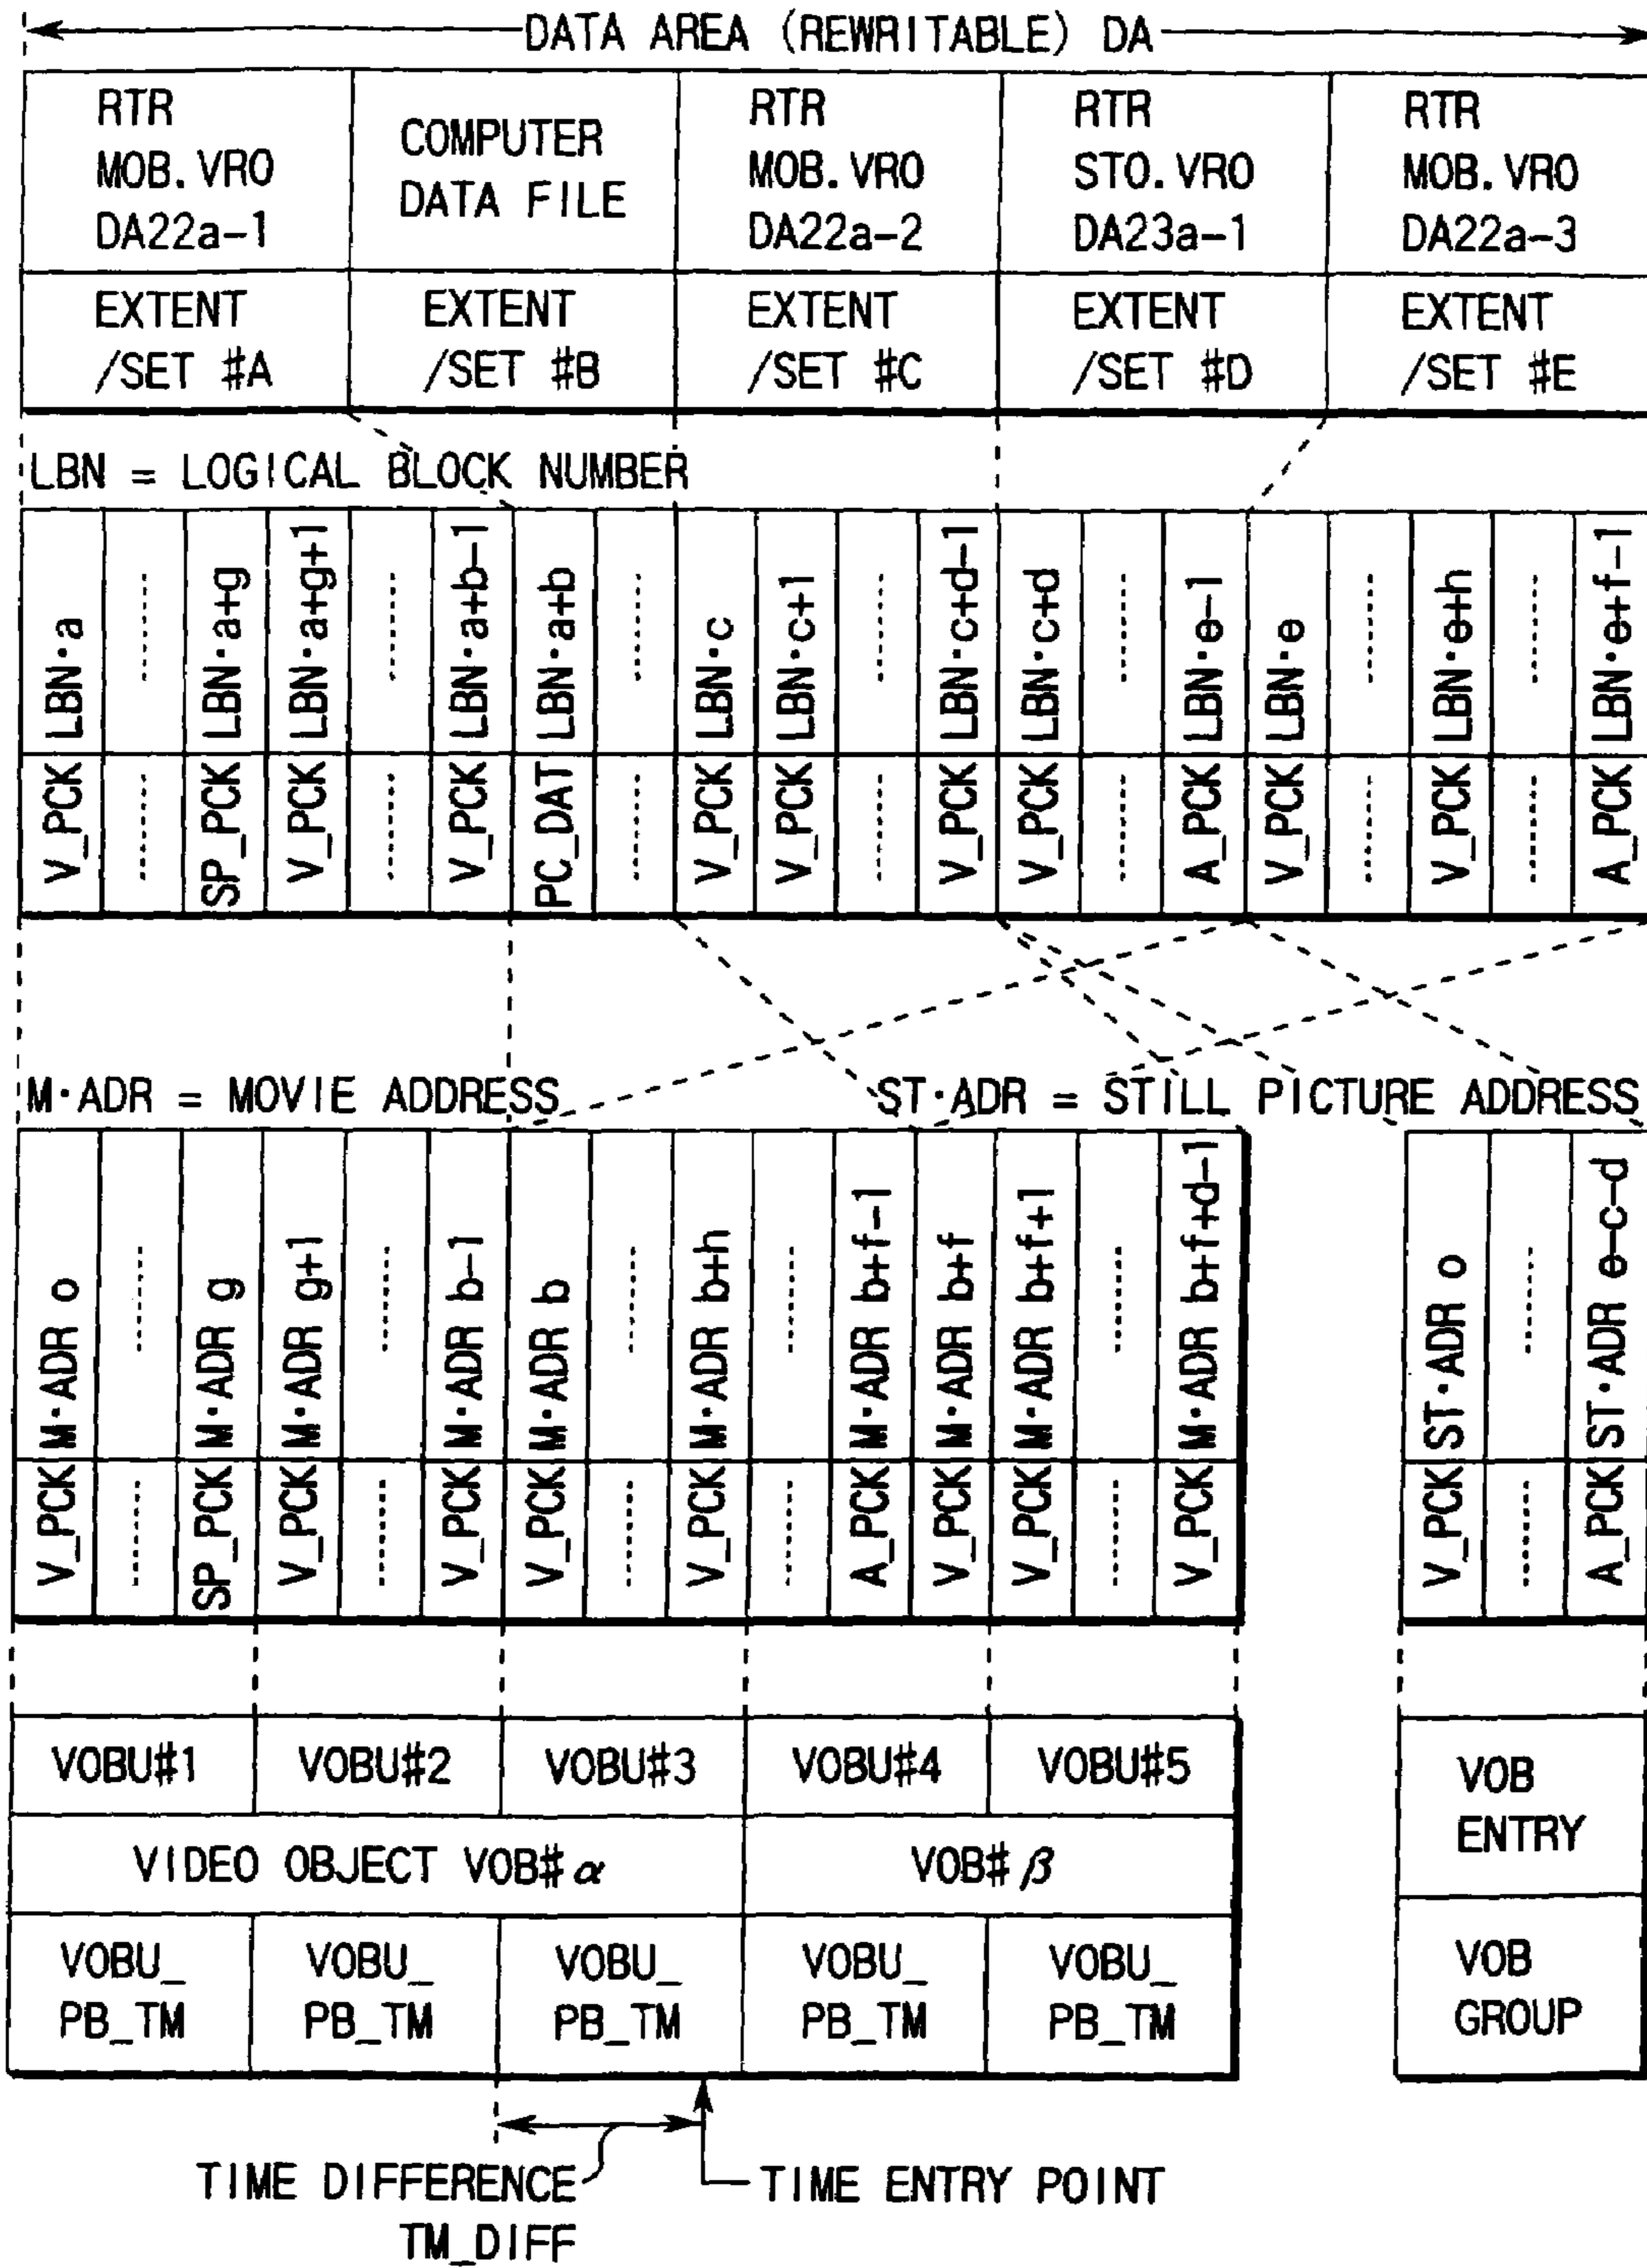 DATA AREA (REWRITABLE) DA
RTR
MOB.VRO
DA22a-1
COMPUTER
DATA FILE
RTR
MOB.VRO
DA22a-2
RTR
STO.VRO
DA23a-1
RTR
MOB.VRO
DA22a-3
EXTENT
/SET #A
EXTENT
/SET #B
EXTENT
/SET #C
EXTENT
/SET #D
EXTENT
/SET #E
LBN = LOGICAL BLOCK NUMBER
LBN·a
LBN·a+g
LBN·a+g+1
LBN·a+b-1
LBN·a+b
LBN·c
LBN·c+1
LBN·c+d-1
LBN·c+d
LBN·e-1
LBN·e
LBN·e+h
LBN·e+f-1
V_PCK
SP_PCK
V_PCK
V_PCK
PC_DAT
V_PCK
V_PCK
V_PCK
V_PCK
A_PCK
V_PCK
V_PCK
A_PCK
M·ADR = MOVIE ADDRESS
ST·ADR = STILL PICTURE ADDRESS
M·ADR o
M·ADR g
M·ADR g+1
M·ADR b-1
M·ADR b
M·ADR b+h
M·ADR b+f-1
M·ADR b+f
M·ADR b+f+1
M·ADR b+f+d-1
ST·ADR o
ST·ADR e-c-d
V_PCK
SP_PCK
V_PCK
V_PCK
V_PCK
V_PCK
A_PCK
V_PCK
V_PCK
V_PCK
V_PCK
A_PCK
VOBU#1
VOBU#2
VOBU#3
VOBU#4
VOBU#5
VOB
ENTRY
VIDEO OBJECT VOB#α
VOB#β
VOBU_
PB_TM
VOBU_
PB_TM
VOBU_
PB_TM
VOBU_
PB_TM
VOBU_
PB_TM
VOB
GROUP
TIME DIFFERENCE
TM_DIFF
TIME ENTRY POINT